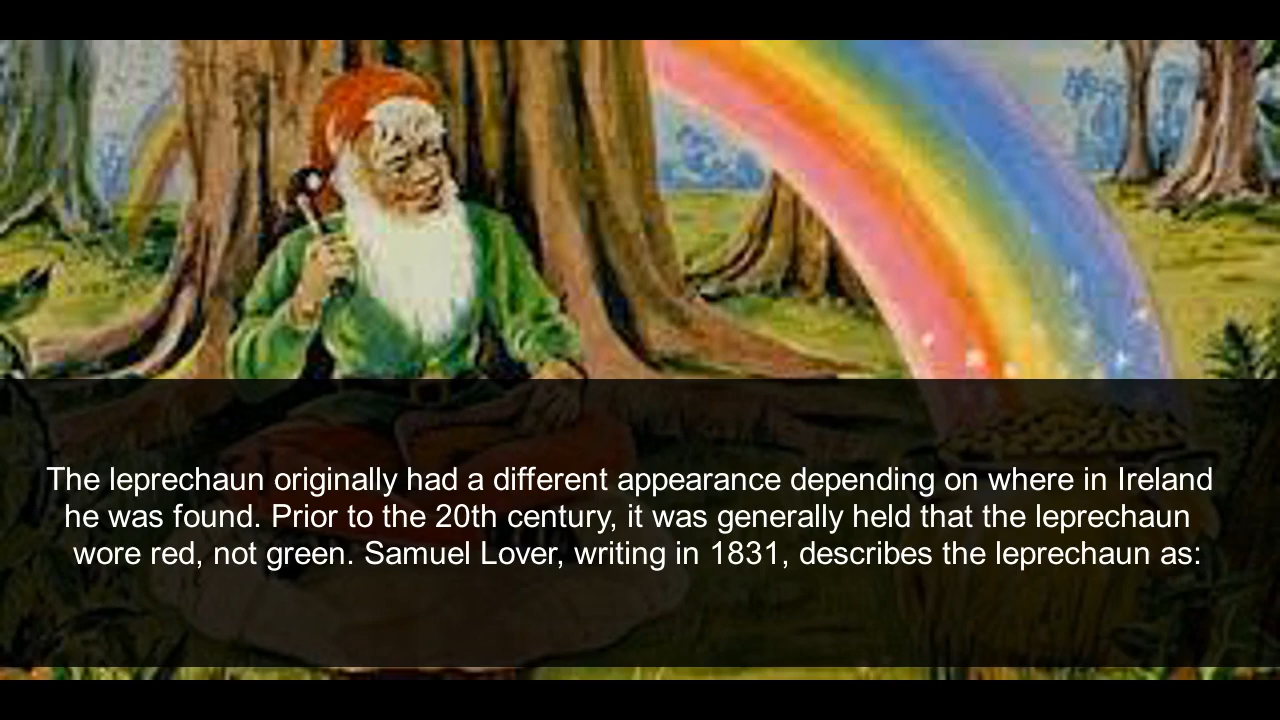 The leprechaun originally had a different appearance depending on where in Ireland
he was found. Prior to the 20th century, it was generally held that the leprechaun
wore red, not green. Samuel Lover, writing in 1831, describes the leprechaun as: